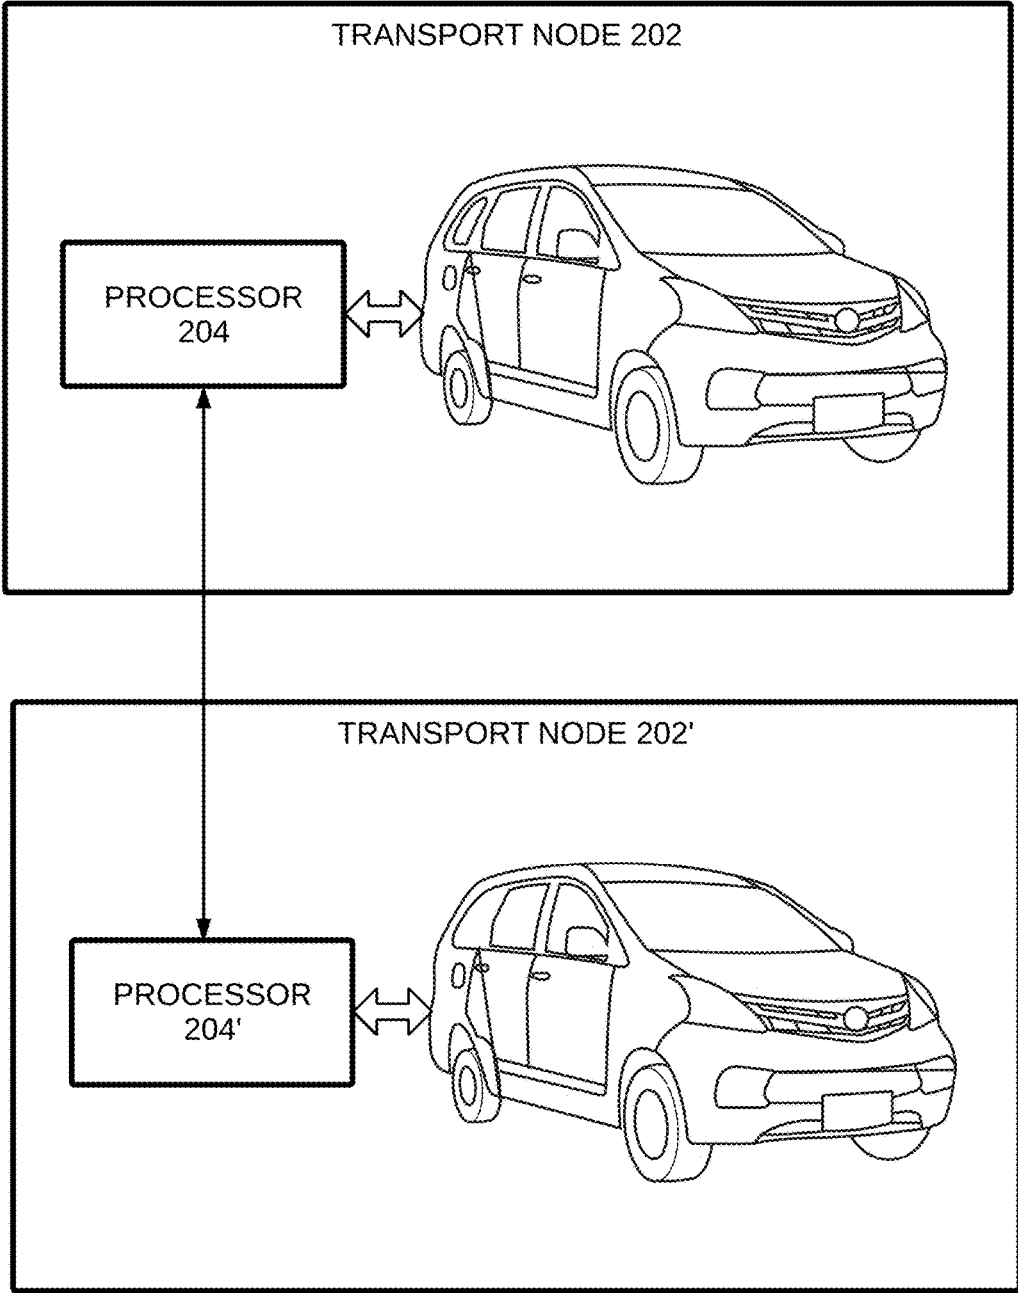 TRANSPORT NODE 202
PROCESSOR
204
TRANSPORT NODE 202'
PROCESSOR
204'